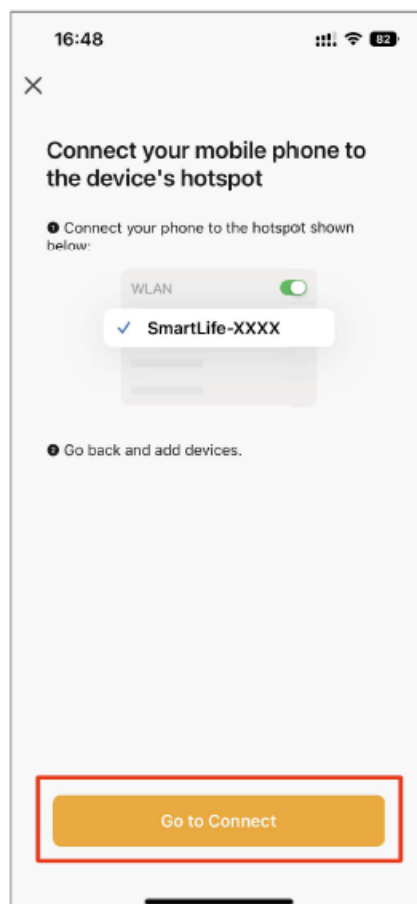 16:48
82
Connect your mobile phone to
the device's hotspot
❶ Connect your phone to the hotspot shown
below:
WLAN
SmartLife-XXXX
❷ Go back and add devices.
Go to Connect